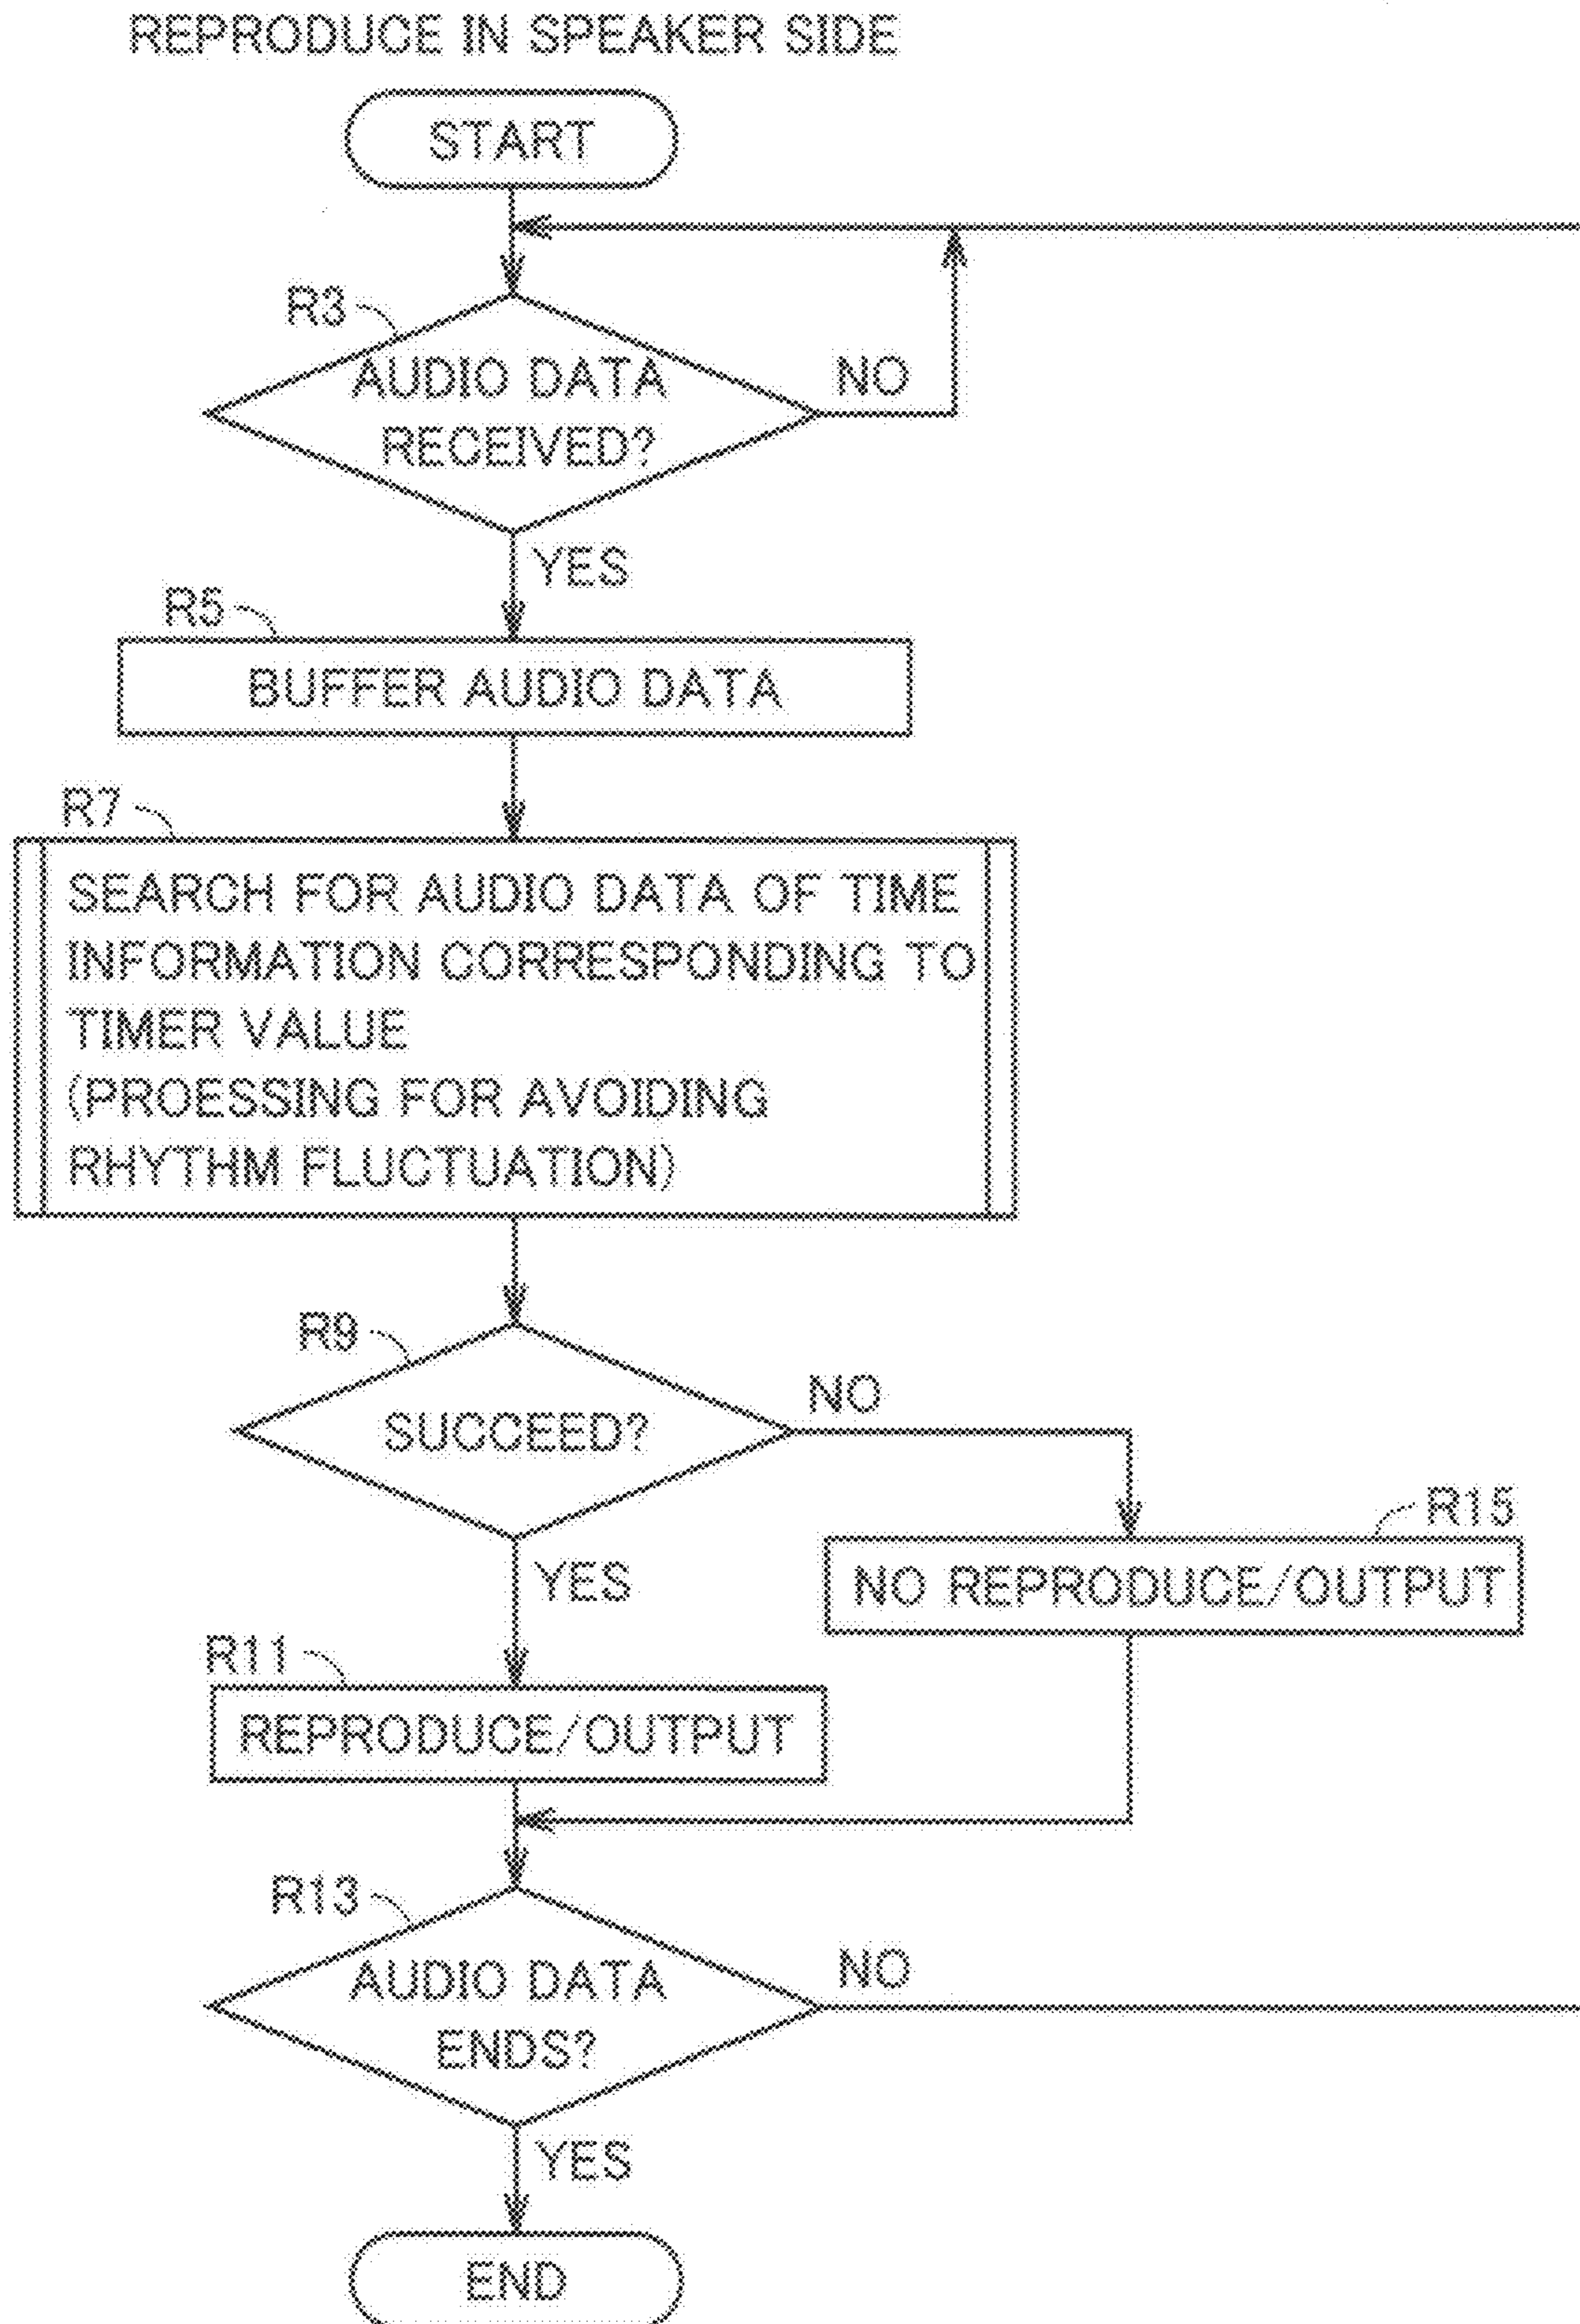 REPRODUCE IN SPEAKER SIDE
START
R3
AUDIO DATA
RECEIVED?
NO
YES
R5
BUFFER AUDIO DATA
R7
SEARCH FOR AUDIO DATA OF TIME
INFORMATION CORRESPONDING TO
TIMER VALUE
(PROESSING FOR AVOIDING
RHYTHM FLUCTUATION)
R9
SUCCEED?
NO
YES
R15
NO REPRODUCE/OUTPUT
R11
REPRODUCE/OUTPUT
R13
AUDIO DATA
ENDS?
NO
YES
END